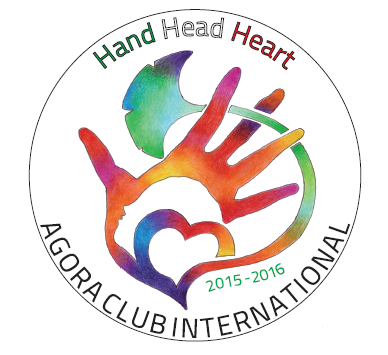 Hand Head Heart
2015-2016
AGORA CLUB INTERNATIONAL